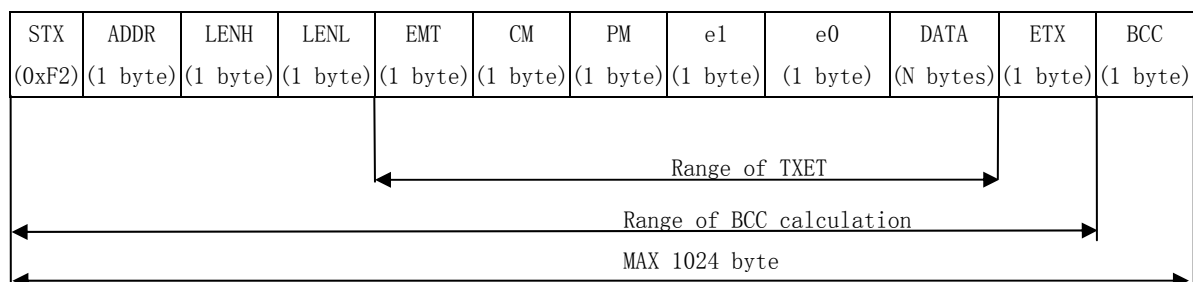 STX ADDR LENH LENL EMT CM PM e1 e0 DATA ETX BCC
(0xF2) (1 byte) (1 byte) (1 byte) (1 byte) (1 byte) (1 byte) (1 byte) (1 byte) (N bytes) (1 byte) (1 byte)
Range of TXET
Range of BCC calculation
MAX 1024 byte